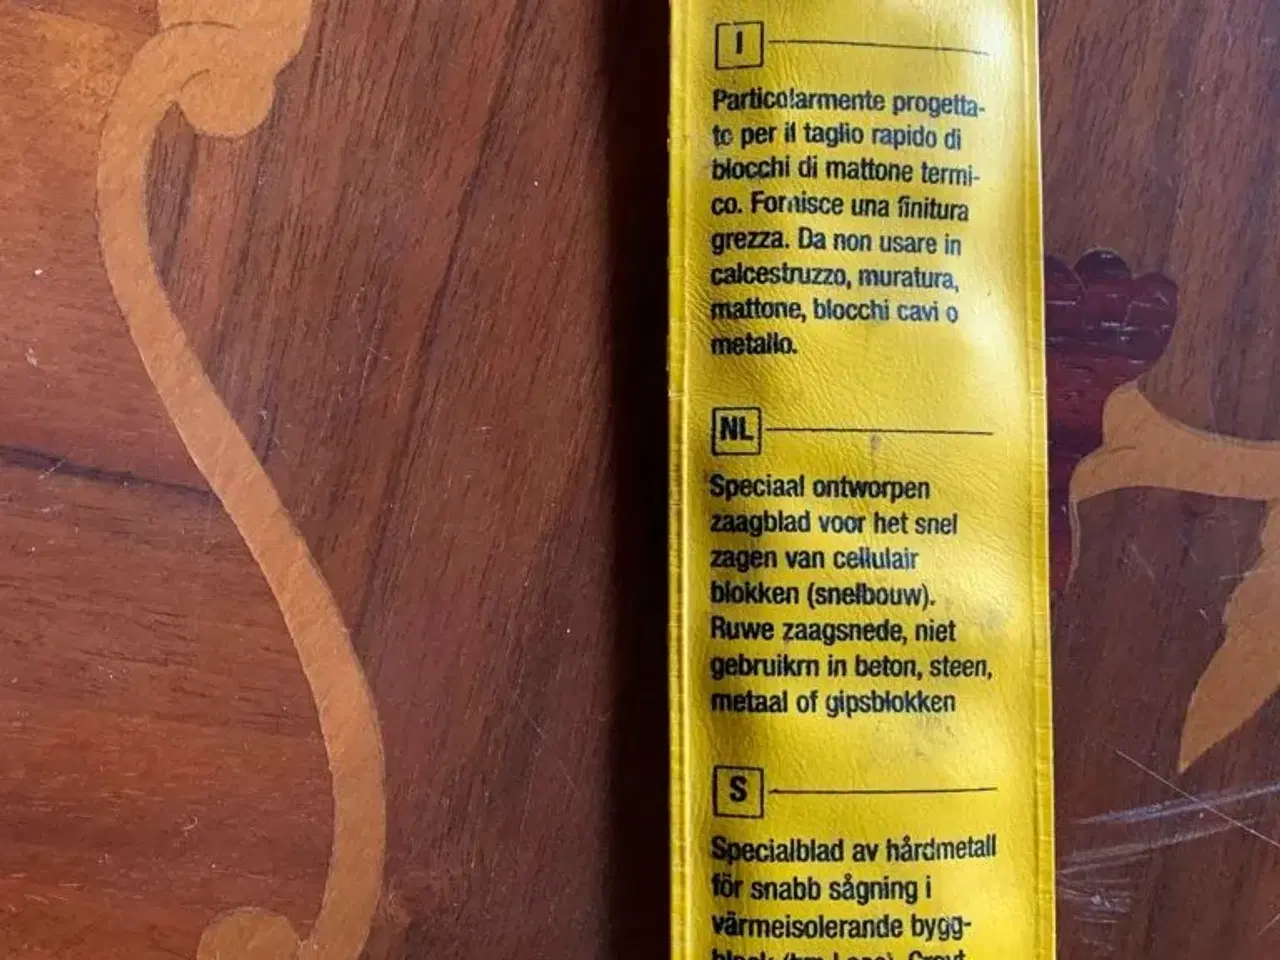 I
Particolarmente progetta-
to per il taglio rapido di
blocchi di mattone termi-
co. Fornisce una finitura
grezza. Da non usare in
calcestruzzo, muratura,
mattone, blocchi cavi o
metallo.
NL
Speciaal ontworpen
zaagblad voor het snel
zagen van cellulair
blokken (snelbouw).
Ruwe zaagsnede, niet
gebruikrn in beton, steen,
metaal of gipsblokken
S
Specialblad av hårdmetall
för snabb sågning i
värmeisolerande bygg-